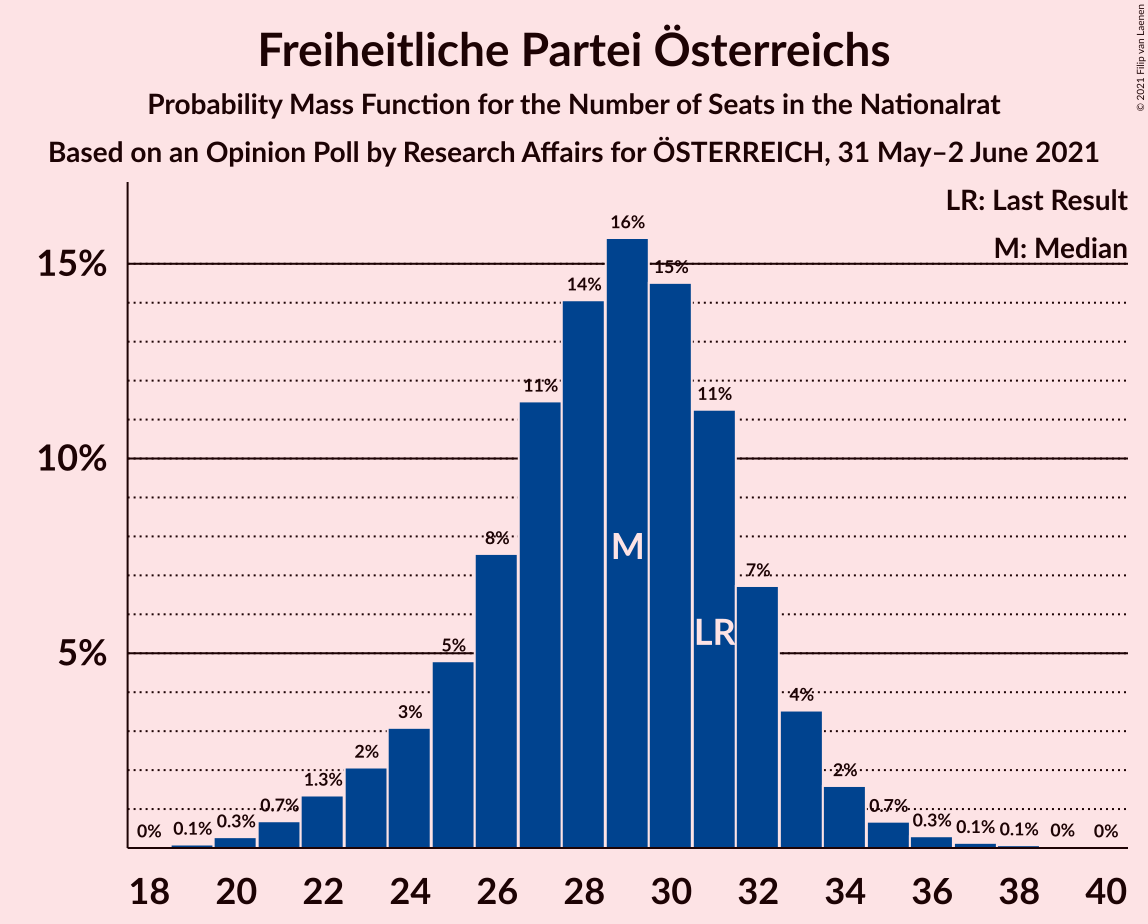 Freiheitliche Partei Österreichs
Probability Mass Function for the Number of Seats in the Nationalrat
Based on an Opinion Poll by Research Affairs for ÖSTERREICH, 31 May–2 June 2021
© 2021 Filip van Laenen
LR: Last Result
M: Median
15%
10%
5%
0%
0.1%
0.3%
0.7%
1.3%
2%
3%
5%
8%
11%
14%
16%
15%
11%
7%
4%
2%
0.7%
0.3%
0.1%
0.1%
0%
0%
M
LR
18 20 22 24 26 28 30 32 34 36 38 40